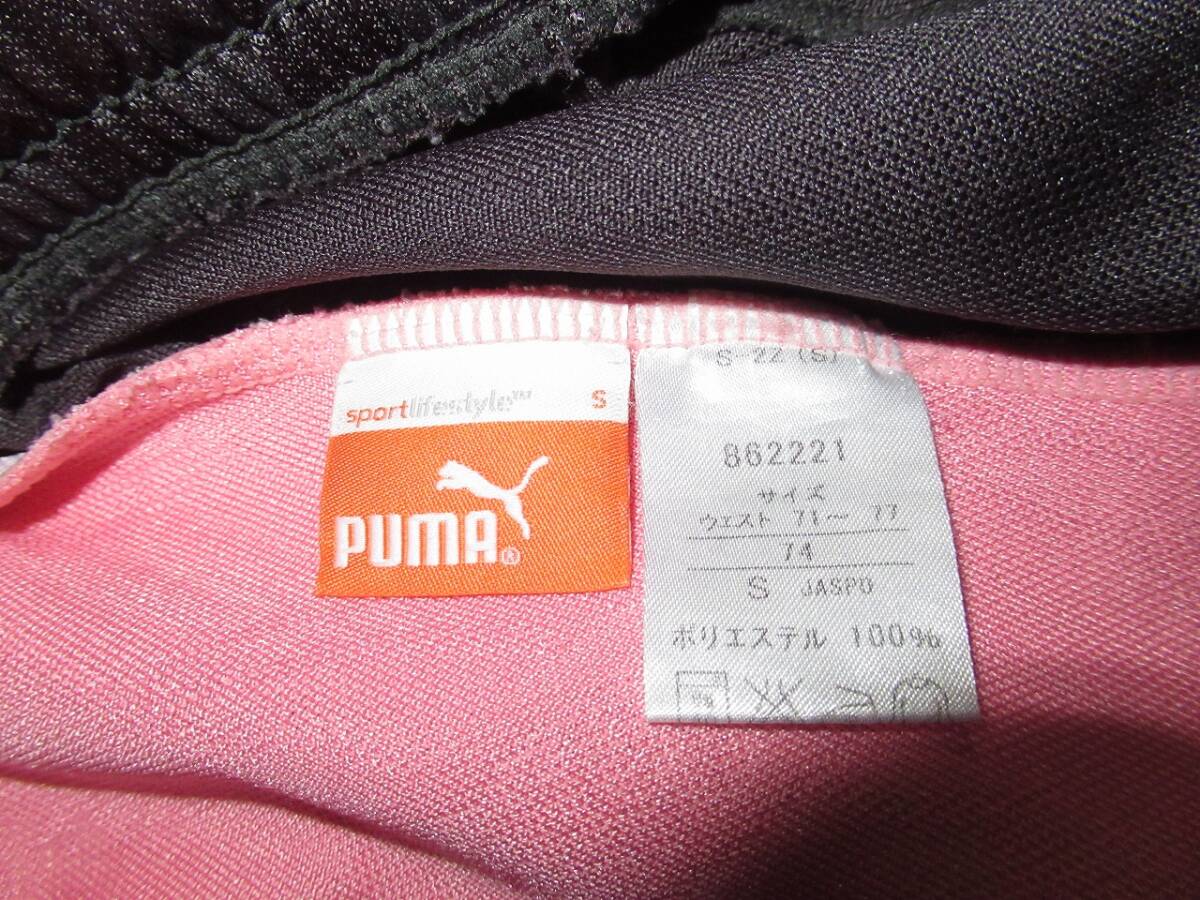 sportlifestyle™ S
PUMA®
S-22 (S)
862221
サイズ
ウエスト 71～ 77
74
S JASPO
ポリエステル 100%